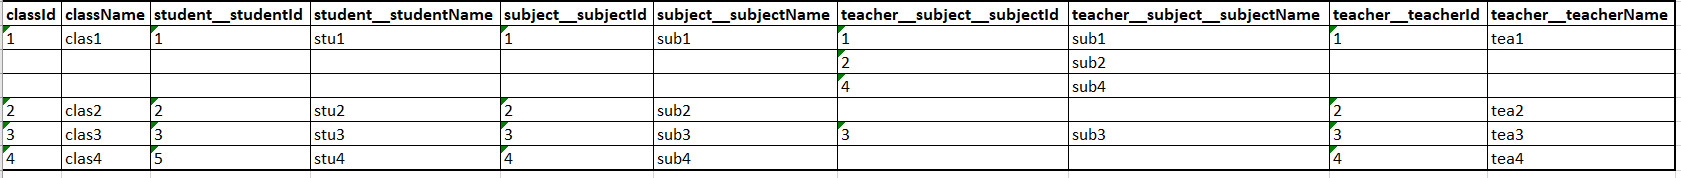 classId className student__studentId student__studentName subject__subjectId subject__subjectName teacher__subject__subjectId teacher__subject__subjectName teacher__teacherId teacher__teacherName
1 clas1 1 stu1 1 sub1 1 sub1 1 tea1
2 sub2
4 sub4
2 clas2 2 stu2 2 sub2 2 tea2
3 clas3 3 stu3 3 sub3 3 sub3 3 tea3
4 clas4 5 stu4 4 sub4 4 tea4